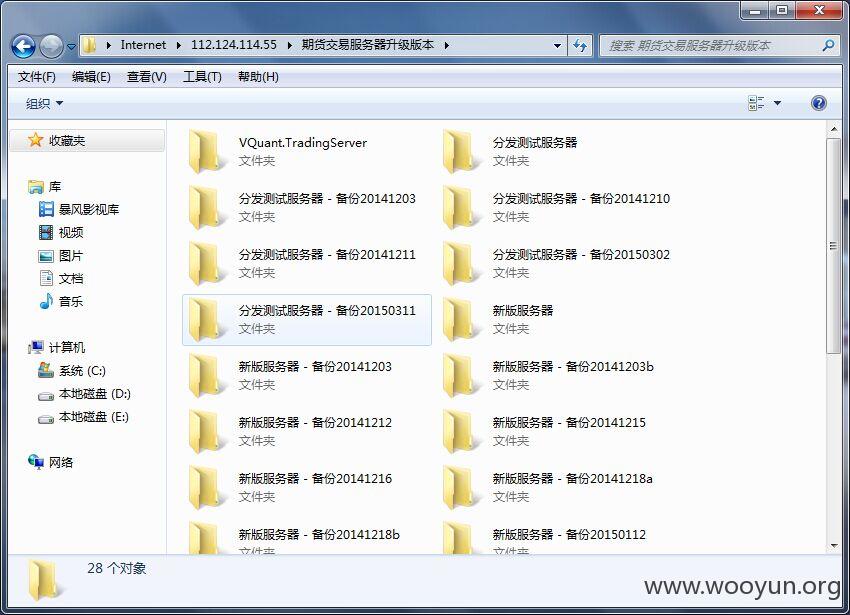 Internet ▸ 112.124.114.55 ▸ 期货交易服务器升级版本 ▸
搜索 期货交易服务器升级版本
文件(F) 编辑(E) 查看(V) 工具(T) 帮助(H)
组织
收藏夹
库
暴风影视库
视频
图片
文档
音乐
计算机
系统 (C:)
本地磁盘 (D:)
本地磁盘 (E:)
网络
VQuant.TradingServer
文件夹
分发测试服务器
文件夹
分发测试服务器 - 备份20141203
文件夹
分发测试服务器 - 备份20141210
文件夹
分发测试服务器 - 备份20141211
文件夹
分发测试服务器 - 备份20150302
文件夹
分发测试服务器 - 备份20150311
文件夹
新版服务器
文件夹
新版服务器 - 备份20141203
文件夹
新版服务器 - 备份20141203b
文件夹
新版服务器 - 备份20141212
文件夹
新版服务器 - 备份20141215
文件夹
新版服务器 - 备份20141216
文件夹
新版服务器 - 备份20141218a
文件夹
新版服务器 - 备份20141218b
文件夹
新版服务器 - 备份20150112
文件夹
28 个对象
www.wooyun.org